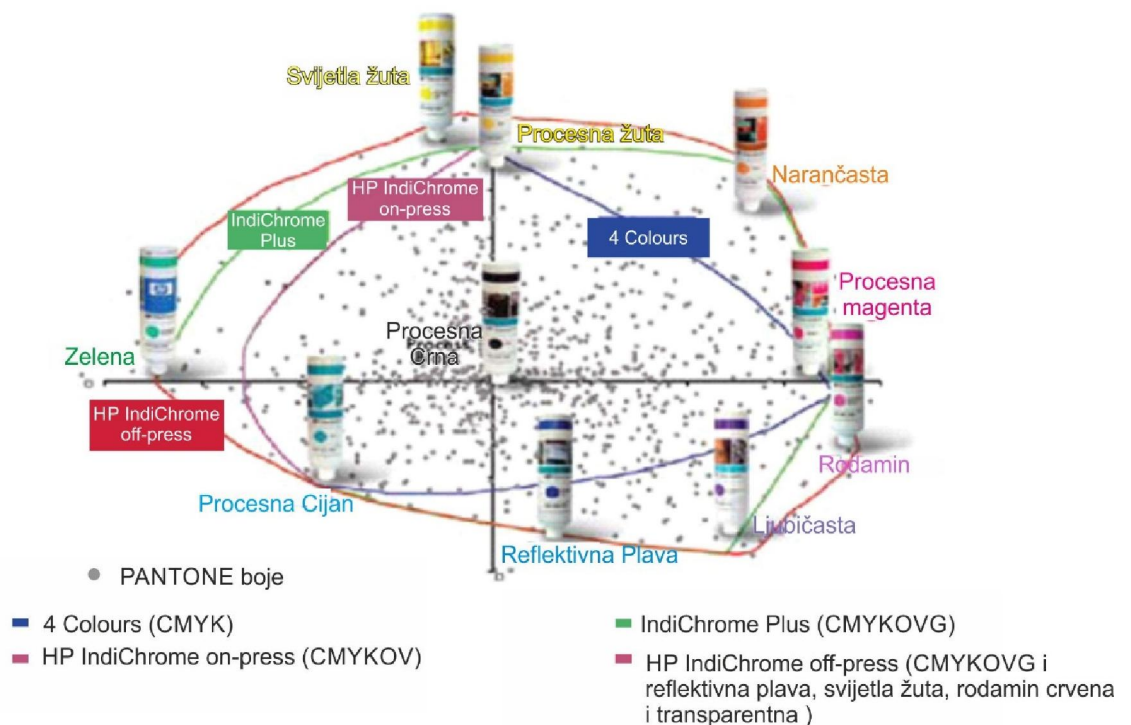 Svijetla žuta
Procesna žuta
Narančasta
HP IndiChrome
on-press
IndiChrome
Plus
4 Colours
Procesna
magenta
Procesna
Crna
Zelena
HP IndiChrome
off-press
Rodamin
Procesna Cijan
Ljubičasta
Reflektivna Plava
PANTONE boje
4 Colours (CMYK)
HP IndiChrome on-press (CMYKOV)
IndiChrome Plus (CMYKOVG)
HP IndiChrome off-press (CMYKOVG i
reflektivna plava, svijetla žuta, rodamin crvena
i transparentna )